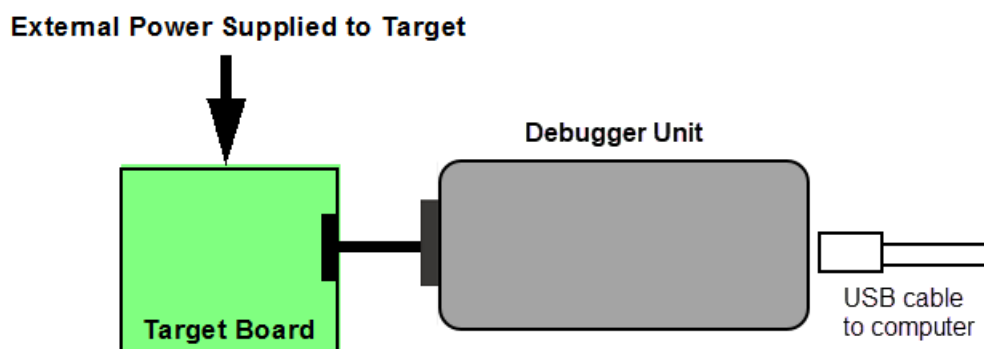 External Power Supplied to Target
Debugger Unit
Target Board
USB cable
to computer